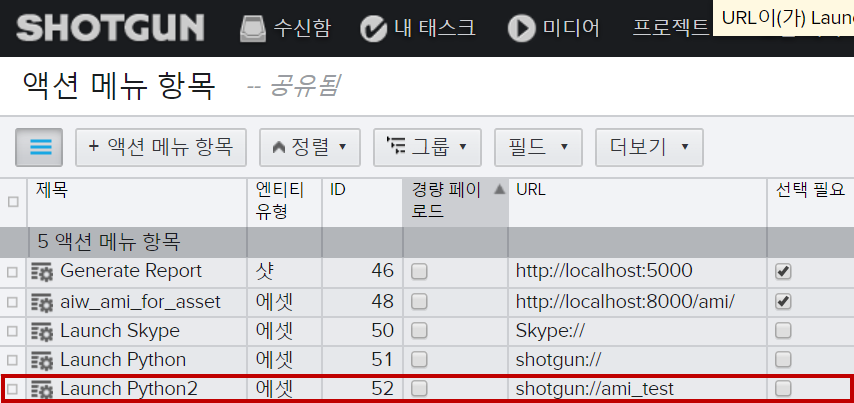 SHOTGUN 수신함 내 태스크 미디어 프로젝트 URL이(가) Launc
액션 메뉴 항목 -- 공유됨
+ 액션 메뉴 항목 정렬 그룹 필드 더보기
제목 엔티티 유형 ID 경량 페이로드 URL 선택 필요
5 액션 메뉴 항목
Generate Report 샷 46 http://localhost:5000
aiw_ami_for_asset 에셋 48 http://localhost:8000/ami/
Launch Skype 에셋 50 Skype://
Launch Python 에셋 51 shotgun://
Launch Python2 에셋 52 shotgun://ami_test